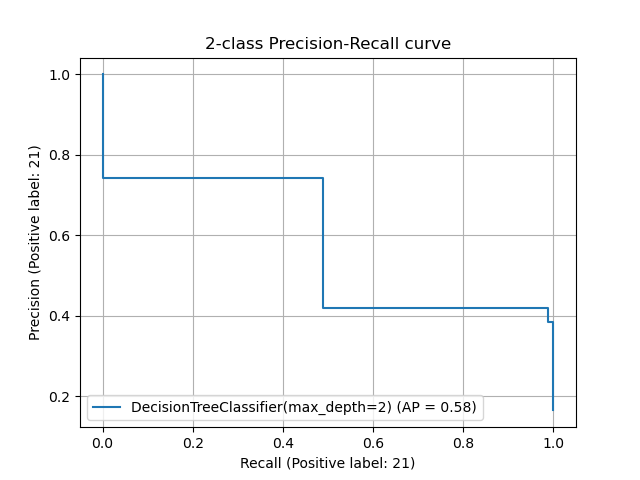 2-class Precision-Recall curve
Precision (Positive label: 21)
1.0
0.8
0.6
0.4
0.2
DecisionTreeClassifier(max_depth=2) (AP = 0.58)
0.0 0.2 0.4 0.6 0.8 1.0
Recall (Positive label: 21)